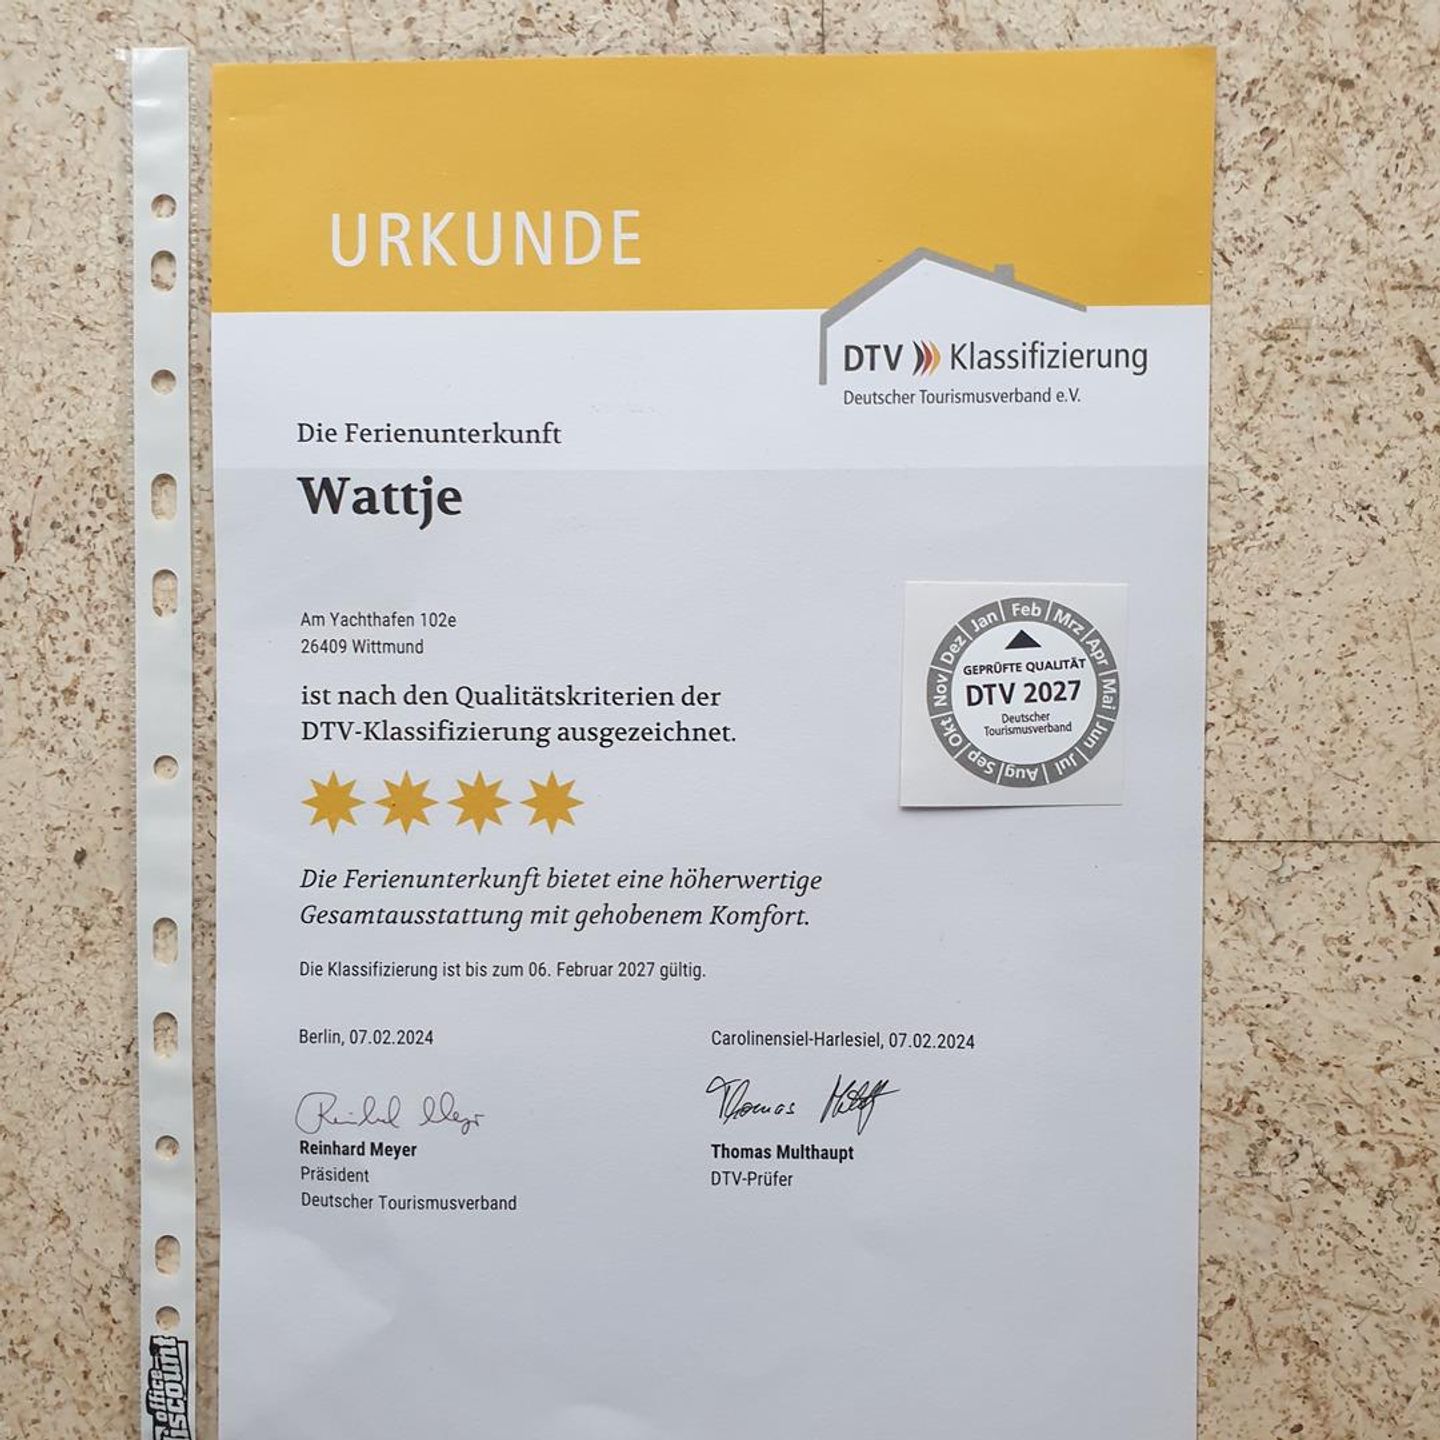 URKUNDE
DTV Klassifizierung
Deutscher Tourismusverband e.V.
Die Ferienunterkunft
Wattje
Am Yachthafen 102e
26409 Wittmund
ist nach den Qualitätskriterien der
DTV-Klassifizierung ausgezeichnet.
Jan Feb Mrz Apr Mai Jun Jul Aug Sep Okt Nov Dez
GEPRÜFTE QUALITÄT
DTV 2027
Deutscher
Tourismusverband
Die Ferienunterkunft bietet eine höherwertige
Gesamtausstattung mit gehobenem Komfort.
Die Klassifizierung ist bis zum 06. Februar 2027 gültig.
Berlin, 07.02.2024
Reinhard Meyer
Reinhard Meyer
Präsident
Deutscher Tourismusverband
Carolinensiel-Harlesiel, 07.02.2024
Thomas
Thomas Multhaupt
DTV-Prüfer
office
discount